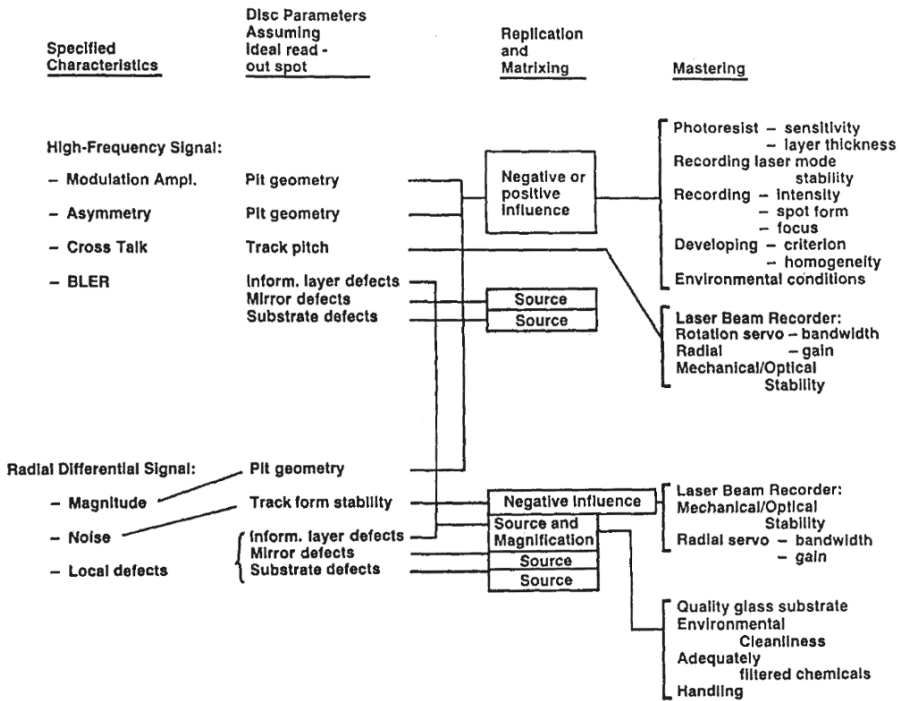 Specified
Characteristics
Disc Parameters
Assuming
Ideal read -
out spot
Replication
and
Matrixing
Mastering
High-Frequency Signal:
– Modulation Ampl.
– Asymmetry
– Cross Talk
– BLER
Pit geometry
Pit geometry
Track pitch
Inform. layer defects
Mirror defects
Substrate defects
Negative or
positive
influence
Source
Source
Photoresist – sensitivity
– layer thickness
Recording laser mode
stability
Recording – intensity
– spot form
– focus
Developing – criterion
– homogeneity
Environmental conditions
Laser Beam Recorder:
Rotation servo – bandwidth
Radial – gain
Mechanical/Optical
Stability
Radial Differential Signal:
– Magnitude
– Noise
– Local defects
Pit geometry
Track form stability
Inform. layer defects
Mirror defects
Substrate defects
Negative Influence
Source and
Magnification
Source
Source
Laser Beam Recorder:
Mechanical/Optical
Stability
Radial servo – bandwidth
– gain
Quality glass substrate
Environmental
Cleanliness
Adequately
filtered chemicals
Handling